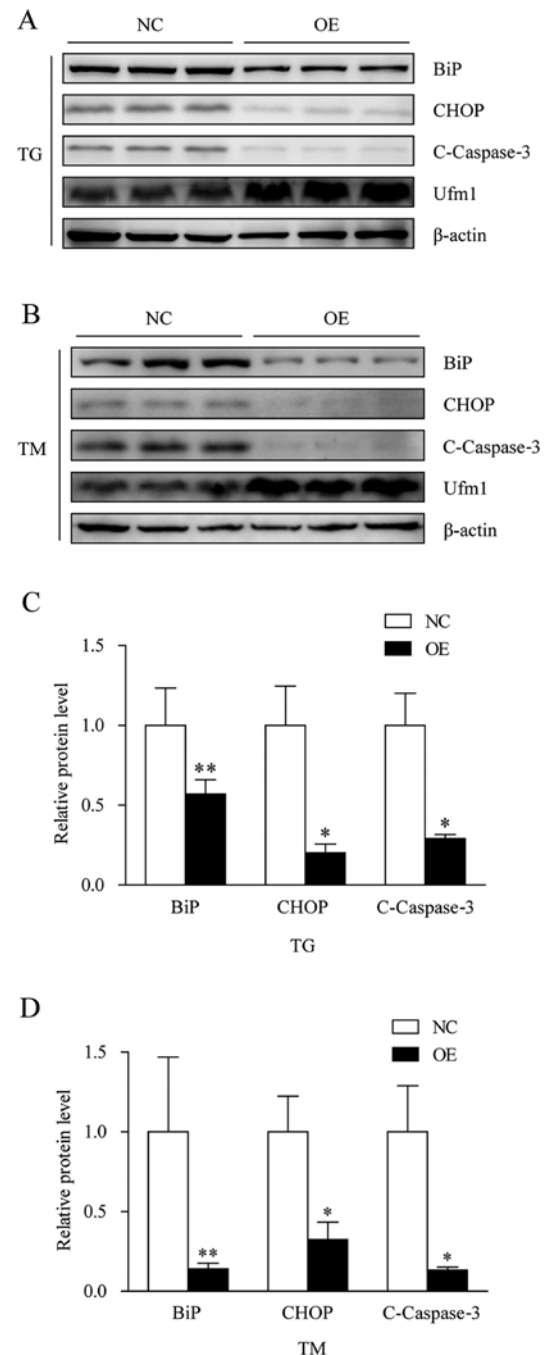 A
NC OE
TG
BiP
CHOP
C-Caspase-3
Ufm1
β-actin
B
NC OE
TM
BiP
CHOP
C-Caspase-3
Ufm1
β-actin
C
NC
OE
Relative protein level
1.5
1.0
0.5
0.0
** * *
BiP CHOP C-Caspase-3
TG
D
NC
OE
Relative protein level
1.5
1.0
0.5
0.0
** * *
BiP CHOP C-Caspase-3
TM